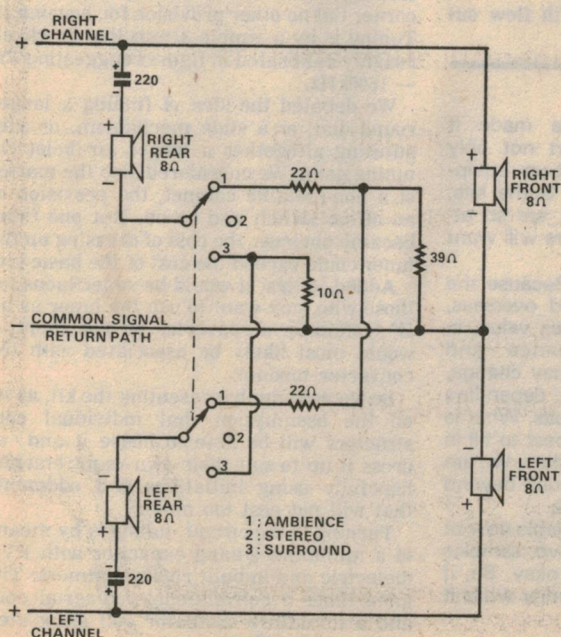 RIGHT
CHANNEL
+
220
-
+
RIGHT
REAR
8Ω
-
+
RIGHT
FRONT
8Ω
-
1
22Ω
2
3
39Ω
10Ω
COMMON SIGNAL
RETURN PATH
1
22Ω
2
3
-
LEFT
REAR
8Ω
+
-
LEFT
FRONT
8Ω
+
1 : AMBIENCE
2 : STEREO
3 : SURROUND
-
220
+
+
LEFT
CHANNEL